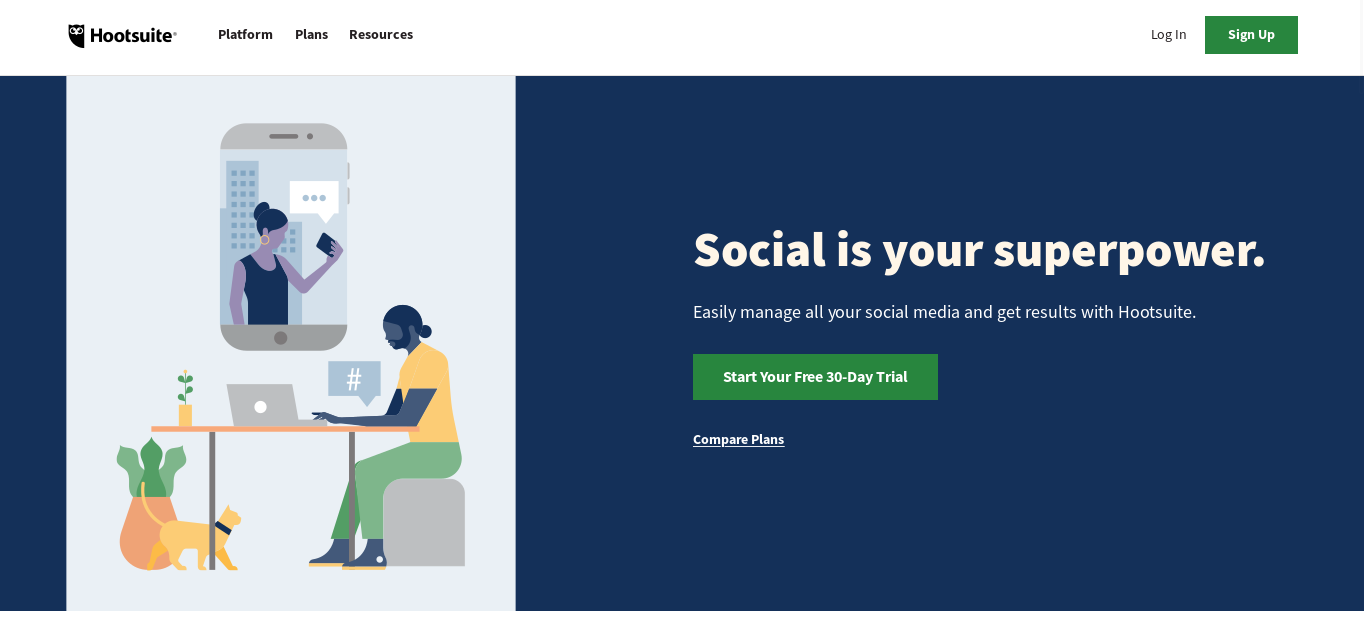 Hootsuite®
Platform
Plans
Resources
Log In
Sign Up
#
Social is your superpower.
Easily manage all your social media and get results with Hootsuite.
Start Your Free 30-Day Trial
Compare Plans